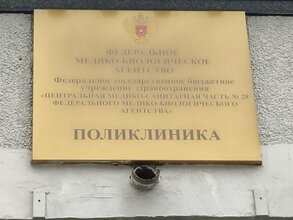 ФЕДЕРАЛЬНОЕ
МЕДИКО-БИОЛОГИЧЕСКОЕ
АГЕНТСТВО
Федеральное государственное бюджетное
учреждение здравоохранения
«ЦЕНТРАЛЬНАЯ МЕДИКО-САНИТАРНАЯ ЧАСТЬ № 28
ФЕДЕРАЛЬНОГО МЕДИКО-БИОЛОГИЧЕСКОГО
АГЕНТСТВА»
ПОЛИКЛИНИКА